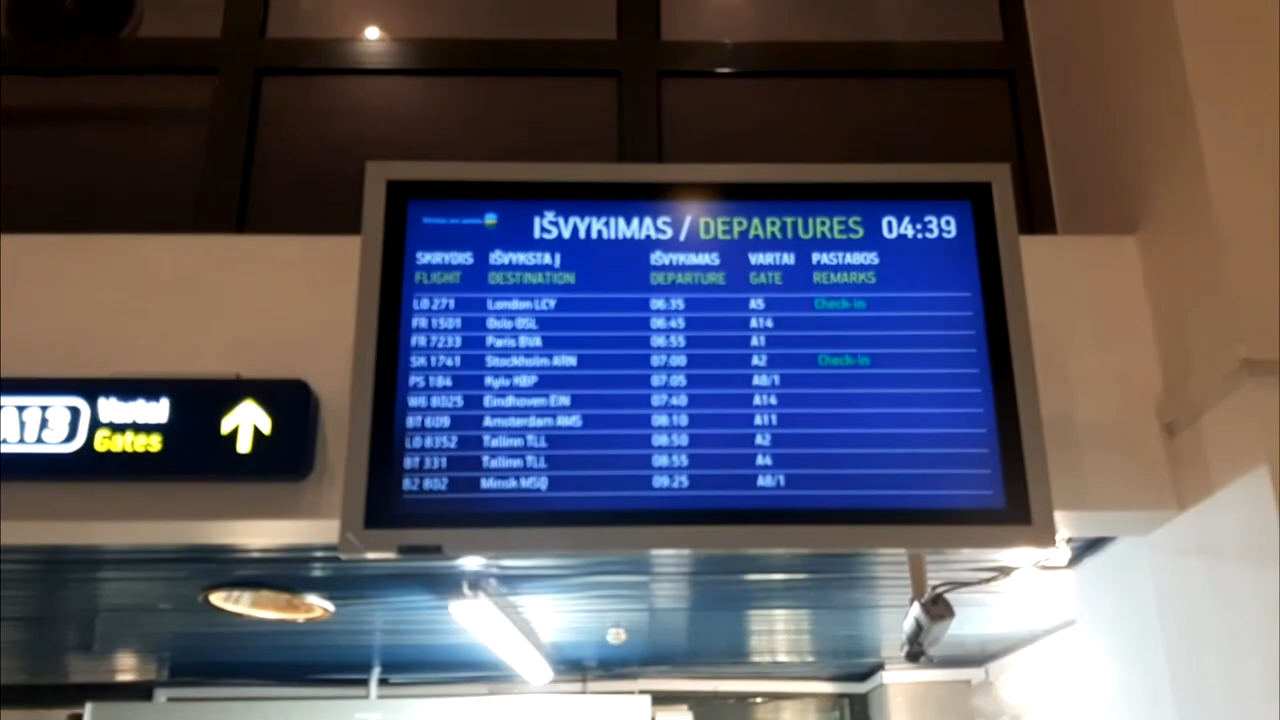 IŠVYKIMAS / DEPARTURES 04:39
SKRYDIS IŠVYKSTA Į IŠVYKIMAS VARTAI PASTABOS
FLIGHT DESTINATION DEPARTURE GATE REMARKS
LO 271 London LCY 06:35 A5 Check-in
FR 1501 Oslo OSL 06:45 A14
FR 7233 Paris BVA 06:55 A1
SK 1741 Stockholm ARN 07:00 A2 Check-in
PS 184 Kyiv KBP 07:05 A8/1
W6 8025 Eindhoven EIN 07:40 A14
BT 609 Amsterdam AMS 08:10 A11
LO 8352 Tallinn TLL 08:50 A2
BT 331 Tallinn TLL 08:55 A4
B2 802 Minsk MSQ 09:25 A8/1
A13 Vartai
Gates